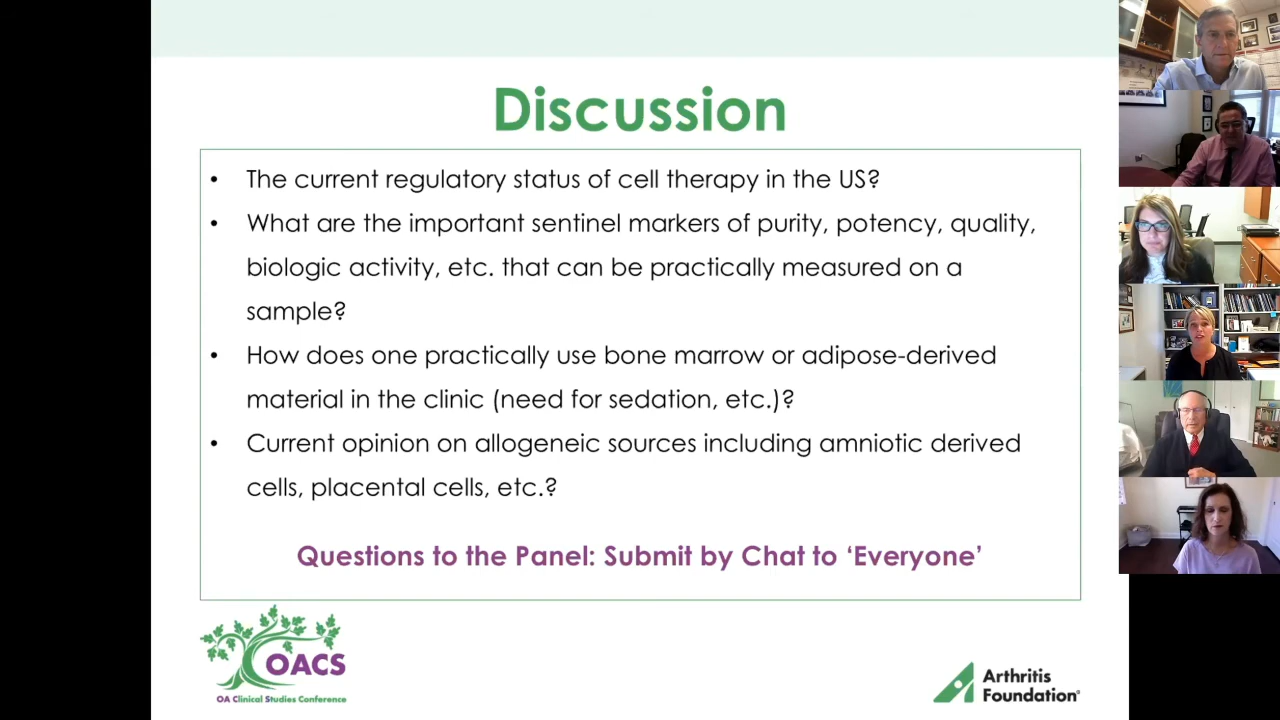 Discussion
• The current regulatory status of cell therapy in the US?
• What are the important sentinel markers of purity, potency, quality,
biologic activity, etc. that can be practically measured on a
sample?
• How does one practically use bone marrow or adipose-derived
material in the clinic (need for sedation, etc.)?
• Current opinion on allogeneic sources including amniotic derived
cells, placental cells, etc.?
Questions to the Panel: Submit by Chat to ‘Everyone’
OACS
OA Clinical Studies Conference
Arthritis
Foundation®